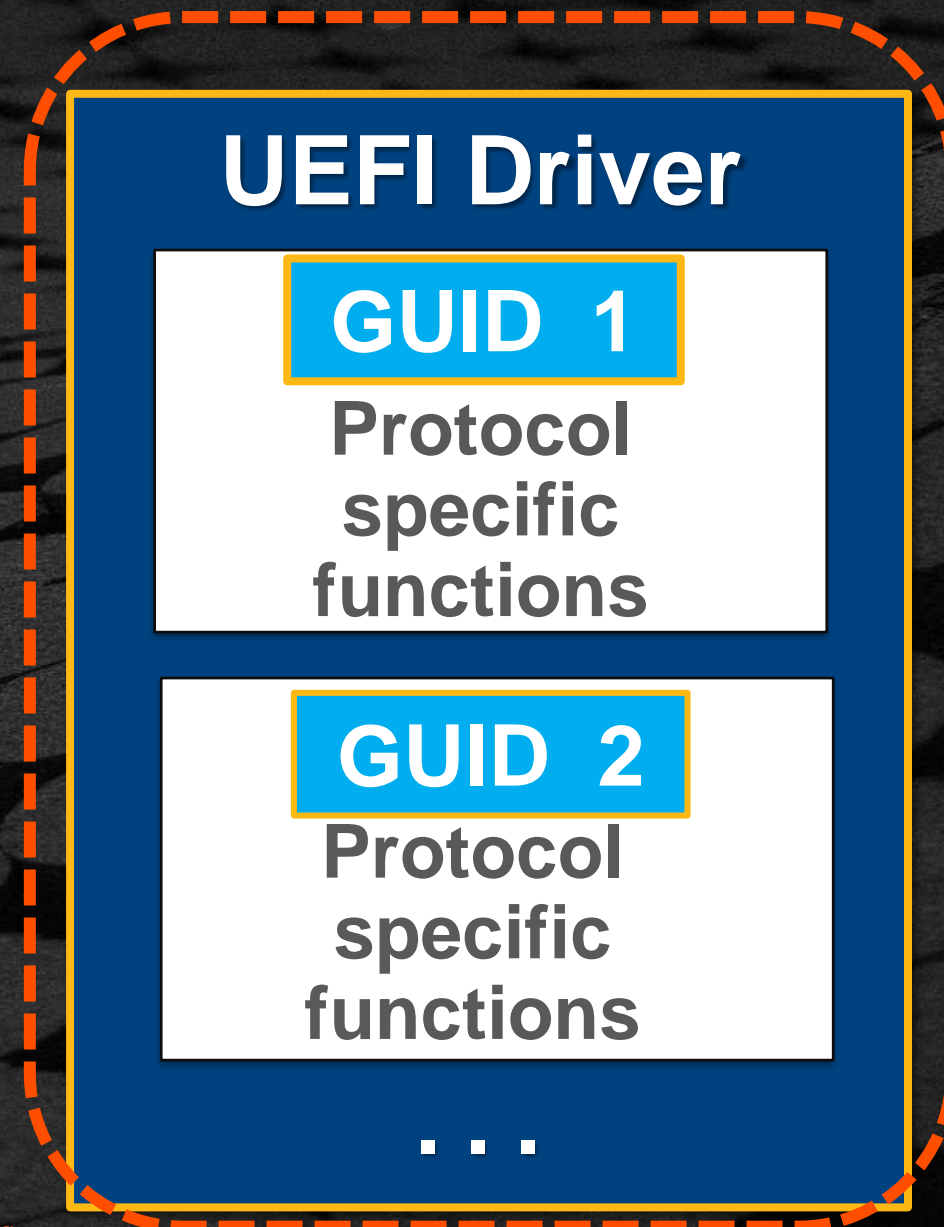 UEFI Driver
GUID 1
Protocol
specific
functions
GUID 2
Protocol
specific
functions
. . .